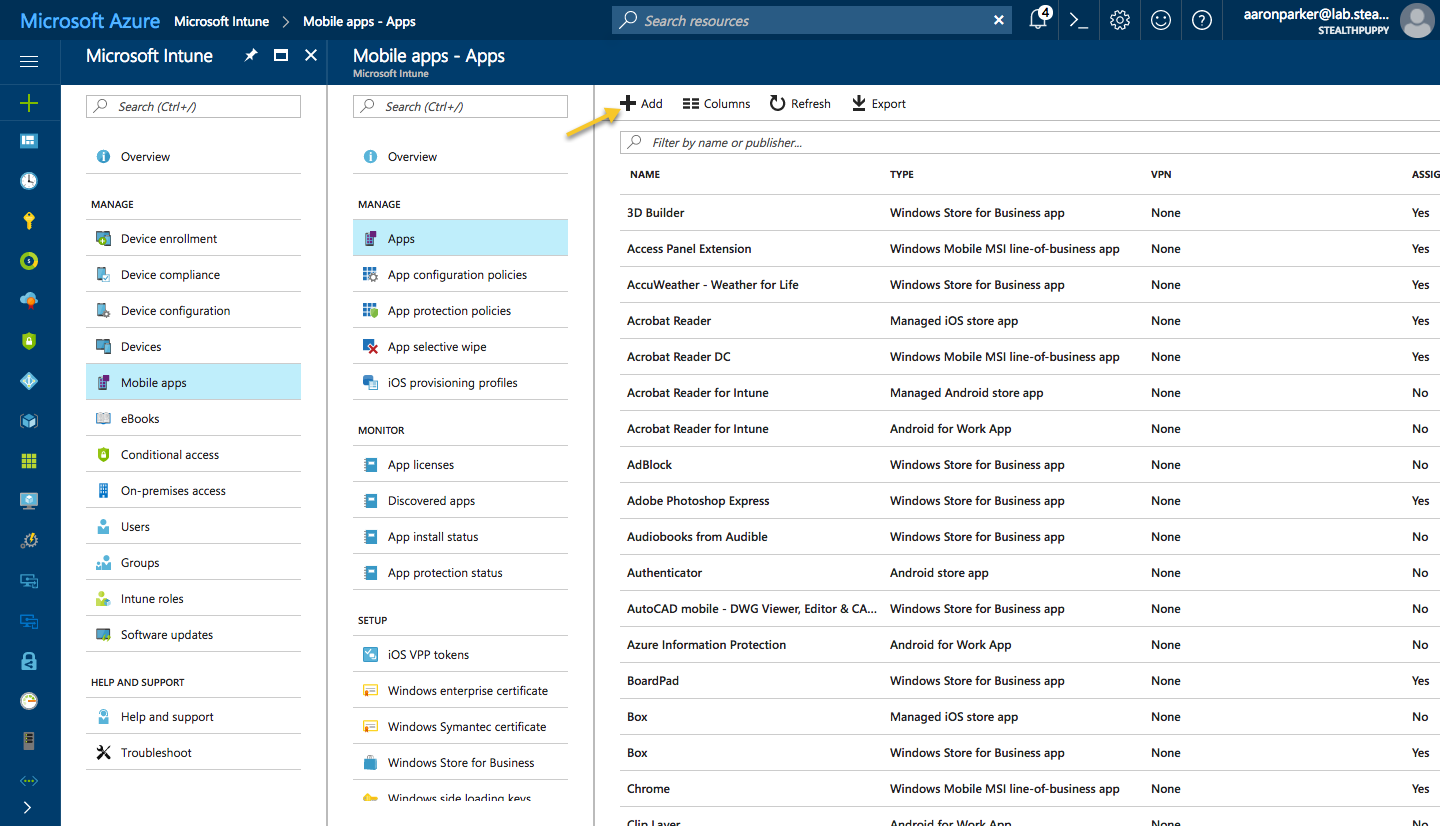 Microsoft Azure Microsoft Intune > Mobile apps - Apps
Search resources
4
aaronparker@lab.stea...
STEALTHPUPPY
Microsoft Intune
Search (Ctrl+/)
Overview
MANAGE
Device enrollment
Device compliance
Device configuration
Devices
Mobile apps
eBooks
Conditional access
On-premises access
Users
Groups
Intune roles
Software updates
HELP AND SUPPORT
Help and support
Troubleshoot
Mobile apps - Apps
Microsoft Intune
Search (Ctrl+/)
Overview
MANAGE
Apps
App configuration policies
App protection policies
App selective wipe
iOS provisioning profiles
MONITOR
App licenses
Discovered apps
App install status
App protection status
SETUP
iOS VPP tokens
Windows enterprise certificate
Windows Symantec certificate
Windows Store for Business
Windows side loading keys
Add Columns Refresh Export
Filter by name or publisher...
NAME TYPE VPN ASSIG
3D Builder Windows Store for Business app None Yes
Access Panel Extension Windows Mobile MSI line-of-business app None Yes
AccuWeather - Weather for Life Windows Store for Business app None Yes
Acrobat Reader Managed iOS store app None Yes
Acrobat Reader DC Windows Mobile MSI line-of-business app None Yes
Acrobat Reader for Intune Managed Android store app None No
Acrobat Reader for Intune Android for Work App None No
AdBlock Windows Store for Business app None No
Adobe Photoshop Express Windows Store for Business app None Yes
Audiobooks from Audible Windows Store for Business app None No
Authenticator Android store app None No
AutoCAD mobile - DWG Viewer, Editor & CA... Windows Store for Business app None No
Azure Information Protection Android for Work App None No
BoardPad Windows Store for Business app None Yes
Box Managed iOS store app None No
Box Windows Store for Business app None Yes
Chrome Windows Mobile MSI line-of-business app None Yes
Clip Layer Android for Work App None No